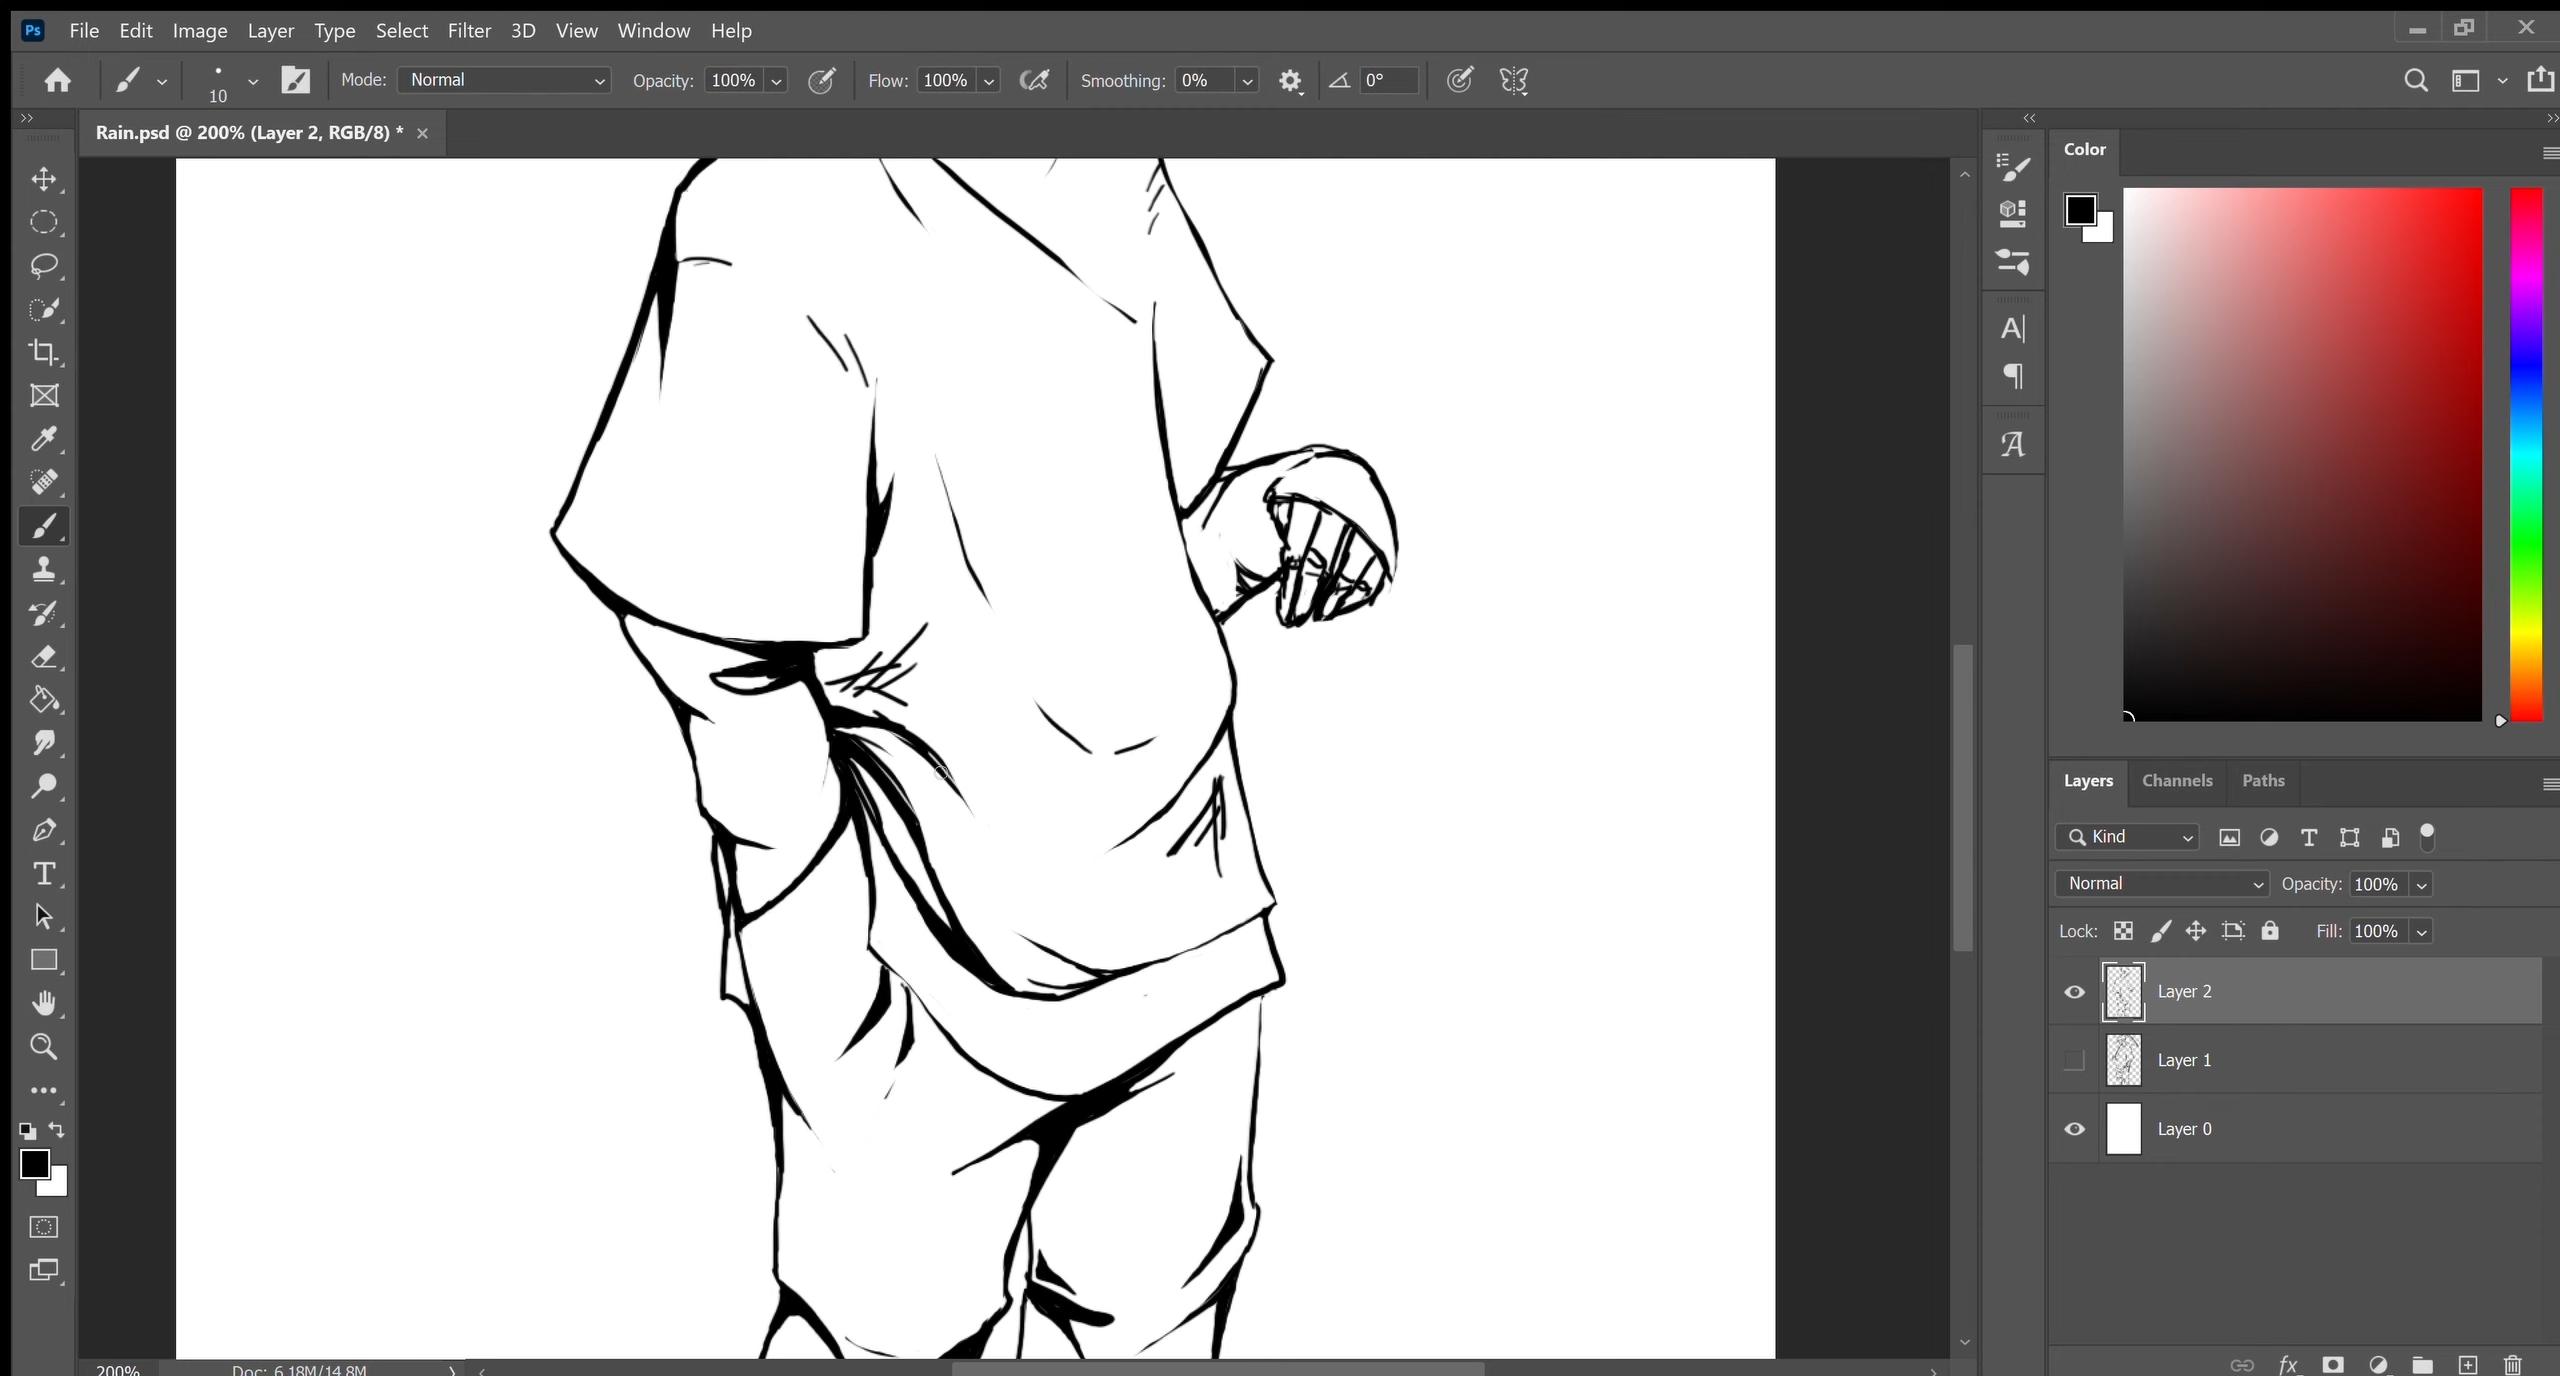 Ps File Edit Image Layer Type Select Filter 3D View Window Help
10 Mode: Normal Opacity: 100% Flow: 100% Smoothing: 0% 0°
Rain.psd @ 200% (Layer 2, RGB/8) *
Color
Layers Channels Paths
Kind
Normal Opacity: 100%
Lock: Fill: 100%
Layer 2
Layer 1
Layer 0
200% Doc: 6.18M/14.8M